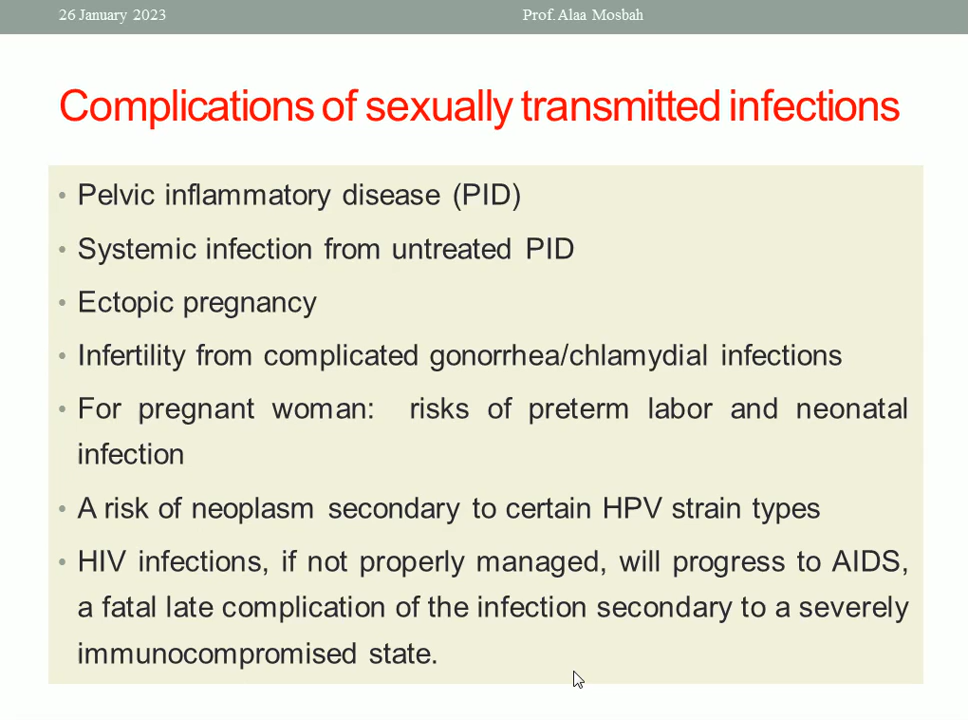 26 January 2023 Prof. Alaa Mosbah
Complications of sexually transmitted infections
• Pelvic inflammatory disease (PID)
• Systemic infection from untreated PID
• Ectopic pregnancy
• Infertility from complicated gonorrhea/chlamydial infections
• For pregnant woman: risks of preterm labor and neonatal
infection
• A risk of neoplasm secondary to certain HPV strain types
• HIV infections, if not properly managed, will progress to AIDS,
a fatal late complication of the infection secondary to a severely
immunocompromised state.